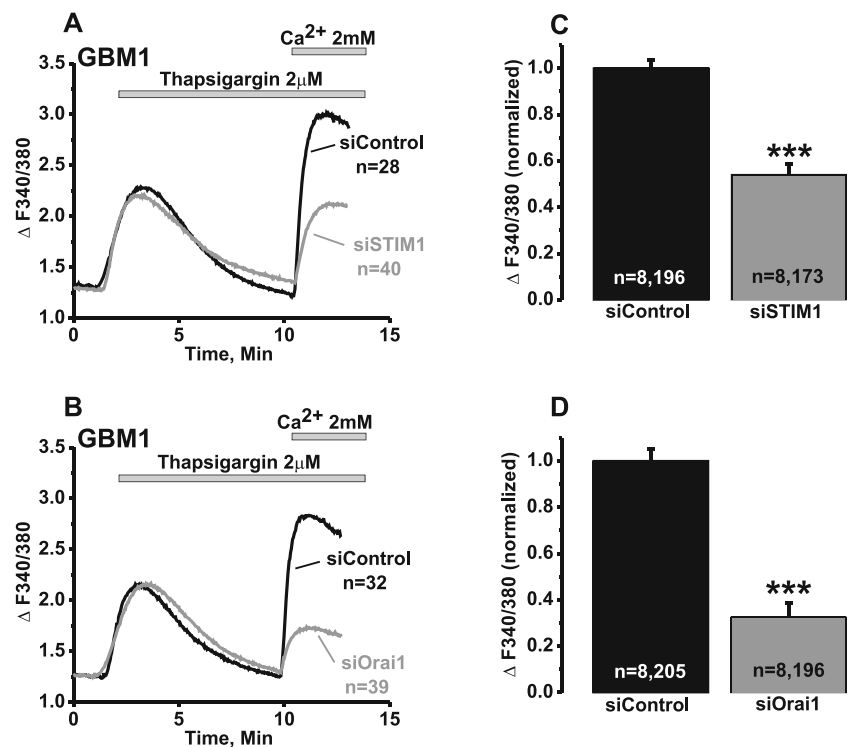 A
GBM1
Ca2+ 2mM
Thapsigargin 2μM
Δ F340/380
3.5
3.0
2.5
2.0
1.5
1.0
siControl
n=28
siSTIM1
n=40
0 5 10 15
Time, Min
C
Δ F340/380 (normalized)
1.0
0.8
0.6
0.4
0.2
0.0
***
n=8,196
n=8,173
siControl siSTIM1
B
GBM1
Ca2+ 2mM
Thapsigargin 2μM
Δ F340/380
3.5
3.0
2.5
2.0
1.5
1.0
siControl
n=32
siOrai1
n=39
0 5 10 15
Time, Min
D
Δ F340/380 (normalized)
1.0
0.8
0.6
0.4
0.2
0.0
***
n=8,205
n=8,196
siControl siOrai1